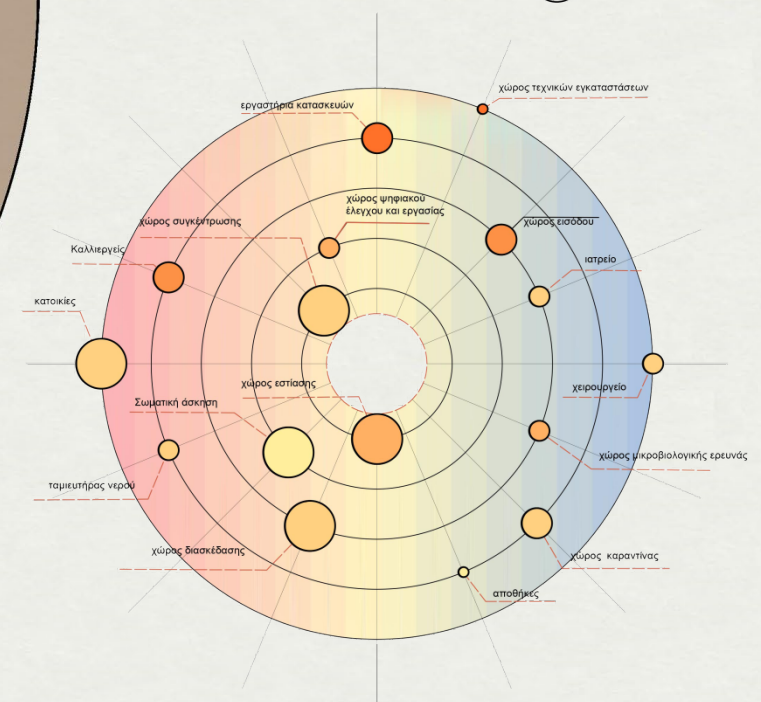 χώρος τεχνικών εγκαταστάσεων
εργαστήρια κατασκευών
χώρος ψηφιακού
έλεγχου και εργασίας
χώρος συγκέντρωσης
χώρος εισόδου
Καλλιεργείς
ιατρείο
κατοικίες
χώρος εστίασης
χειρουργείο
Σωματική άσκηση
χώρος μικροβιολογικής ερευνάς
ταμιευτήρας νερού
χώρος διασκέδασης
χώρος καραντίνας
αποθήκες